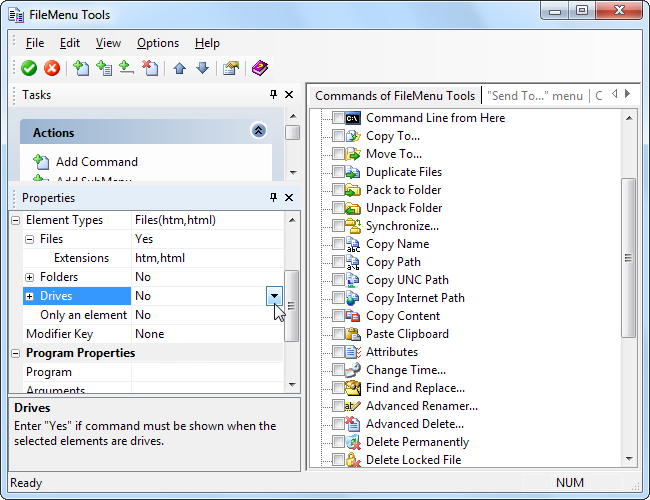 FileMenu Tools
File Edit View Options Help
Tasks
Actions
Add Command
Add SubMenu
Properties
Element Types Files(htm,html)
Files Yes
Extensions htm,html
Folders No
Drives No
Only an element No
Modifier Key None
Program Properties
Program
Arguments
Drives
Enter "Yes" if command must be shown when the
selected elements are drives.
Commands of FileMenu Tools "Send To..." menu C
C:\ Command Line from Here
Copy To...
Move To...
Duplicate Files
Pack to Folder
Unpack Folder
Synchronize...
Copy Name
Copy Path
Copy UNC Path
Copy Internet Path
Copy Content
Paste Clipboard
Attributes
Change Time...
Find and Replace...
Advanced Renamer...
Advanced Delete...
Delete Permanently
Delete Locked File
Ready NUM